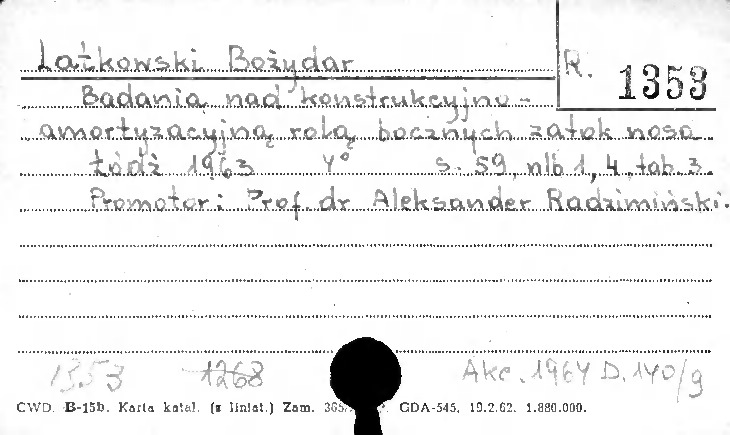 Łatkowski Bożydar
R. 1353
Badania nad konstrukcyjno-
amortyzacyjną rolą bocznych zatok nosa.
Łódź 1963 4° s. 59, nlb 1, 4, tab. 3.
Promotor: Prof. dr Aleksander Radzimiński.
1353 1268 Akc. 1964 D. 140/g
CWD. B-15b. Karta katal. (z liniat.) Zam. 365 GDA-545. 19.2.62. 1.880.000.